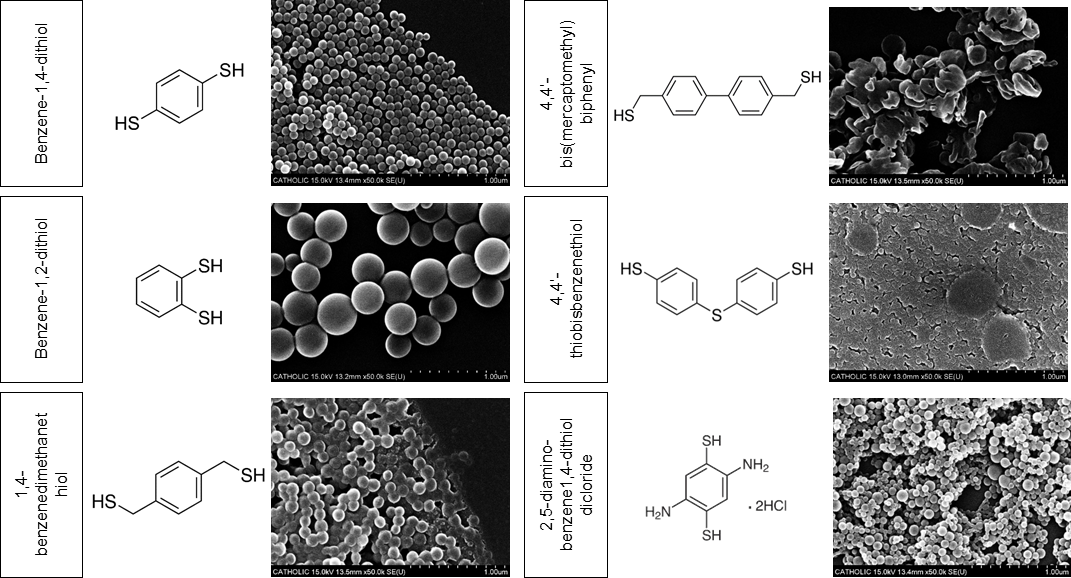 Benzene-1,4-dithiol
SH
HS
CATHOLIC 15.0kV 13.4mm x50.0k SE(U) 1.00um
4,4'-
bis(mercaptomethyl)
biphenyl
SH
HS
CATHOLIC 15.0kV 13.5mm x50.0k SE(U) 1.00um
Benzene-1,2-dithiol
SH
SH
CATHOLIC 15.0kV 13.2mm x50.0k SE(U) 1.00um
4,4'-
thiobisbenzenethiol
HS
SH
S
CATHOLIC 15.0kV 13.0mm x50.0k SE(U) 1.00um
1,4-
benzenedimethanet
hiol
SH
HS
CATHOLIC 15.0kV 13.5mm x50.0k SE(U) 1.00um
2,5-diamino-
benzene1,4-dithiol
dicloride
SH
NH2
H2N
· 2HCl
SH
CATHOLIC 15.0kV 13.4mm x50.0k SE(U) 1.00um